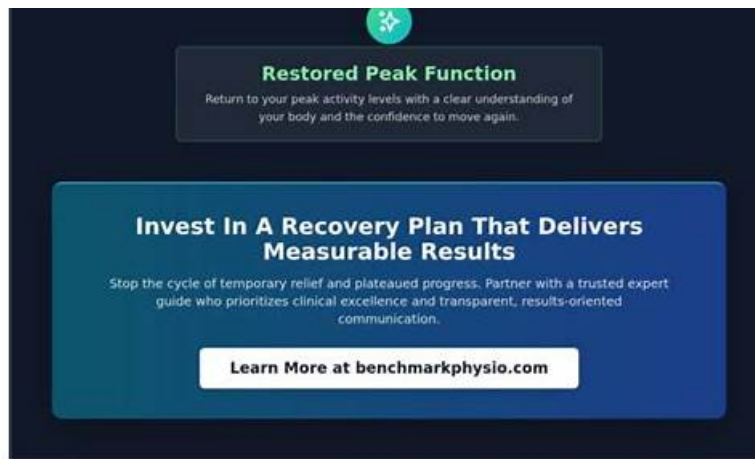 Restored Peak Function
Return to your peak activity levels with a clear understanding of
your body and the confidence to move again.
Invest In A Recovery Plan That Delivers
Measurable Results
Stop the cycle of temporary relief and plateaued progress. Partner with a trusted expert
guide who prioritizes clinical excellence and transparent, results-oriented
communication.
Learn More at benchmarkphysio.com